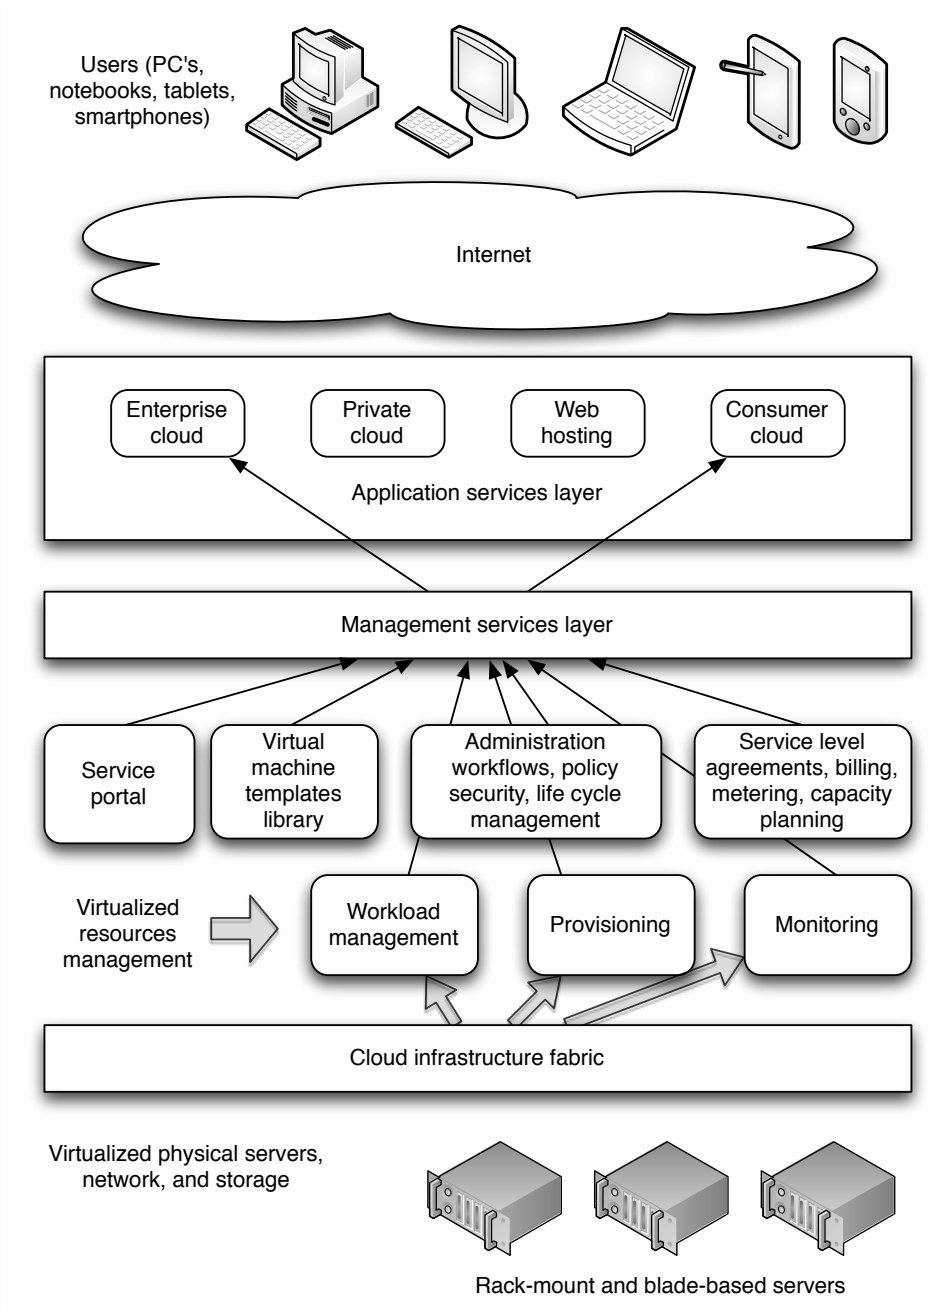 Users (PC's,
notebooks, tablets,
smartphones)
Internet
Enterprise
cloud
Private
cloud
Web
hosting
Consumer
cloud
Application services layer
Management services layer
Service
portal
Virtual
machine
templates
library
Administration
workflows, policy
security, life cycle
management
Service level
agreements, billing,
metering, capacity
planning
Virtualized
resources
management
Workload
management
Provisioning
Monitoring
Cloud infrastructure fabric
Virtualized physical servers,
network, and storage
Rack-mount and blade-based servers